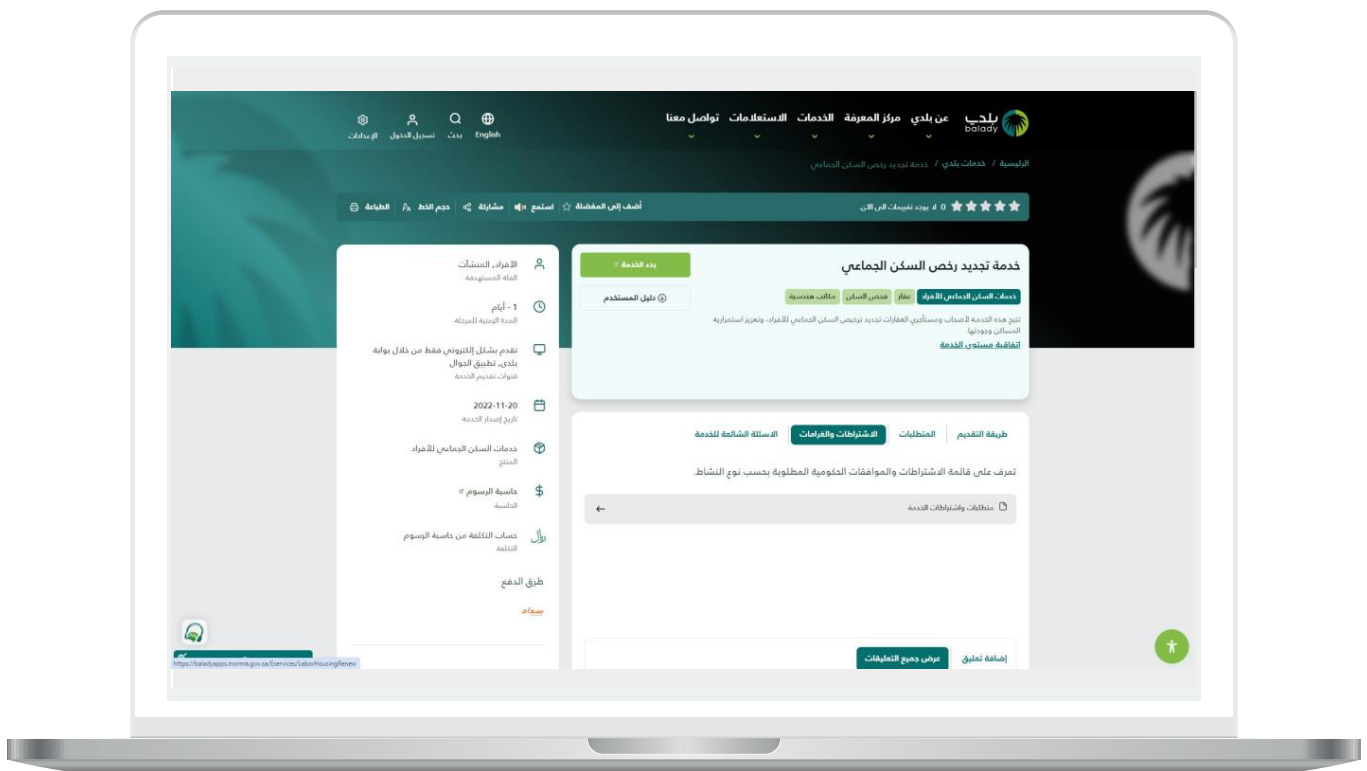 بلدي
balady
عن بلدي
مركز المعرفة
الخدمات
الاستعلامات
تواصل معنا
English
بحث
تسجيل الدخول
الإعدادات
الرئيسية / خدمات بلدي / خدمة تجديد رخص السكن الجماعي
0 لا يوجد تقييمات الى الان.
أضف إلى المفضلة
استمع
مشاركة
حجم الخط
الطباعة
خدمة تجديد رخص السكن الجماعي
بدء الخدمة
دليل المستخدم
خدمات السكن الجماعي للأفراد
عقار
فحص السكن
مكاتب هندسية
تتيح هذه الخدمة لأصحاب ومستأجري العقارات تجديد ترخيص السكن الجماعي للأفراد، وتعزيز استمرارية
المساكن وجودتها.
اتفاقية مستوى الخدمة
طريقة التقديم
المتطلبات
الاشتراطات والغرامات
الاسئلة الشائعة للخدمة
تعرف على قائمة الاشتراطات والموافقات الحكومية المطلوبة بحسب نوع النشاط.
متطلبات واشتراطات الخدمة
إضافة تعليق
عرض جميع التعليقات
الأفراد, المنشآت
الفئة المستهدفة
1 - أيام
المدة الزمنية للمرحلة
تقدم بشكل إلكتروني فقط من خلال بوابة
بلدي, تطبيق الجوال
قنوات تقديم الخدمة
2022-11-20
تاريخ إصدار الخدمة
خدمات السكن الجماعي للأفراد
المنتج
حاسبة الرسوم
الحاسبة
حساب التكلفة من حاسبة الرسوم
التكلفة
طرق الدفع
سداد
https://baladyapps.momra.gov.sa/Eservices/LaborHousing/Renew